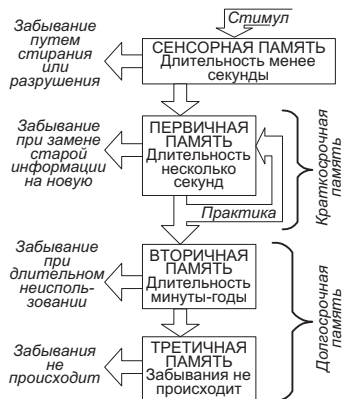 Стимул
Забывание
путем
стирания
или
разрушения
СЕНСОРНАЯ ПАМЯТЬ
Длительность менее
секунды
Забывание
при замене
старой
информации
на новую
ПЕРВИЧНАЯ
ПАМЯТЬ
Длительность
несколько
секунд
Практика
Краткосрочная
память
Забывание
при
длительном
неисполь-
зовании
ВТОРИЧНАЯ
ПАМЯТЬ
Длительность
минуты-годы
Долгосрочная
память
Забывания
не
происходит
ТРЕТИЧНАЯ
ПАМЯТЬ
Забывания не
происходит